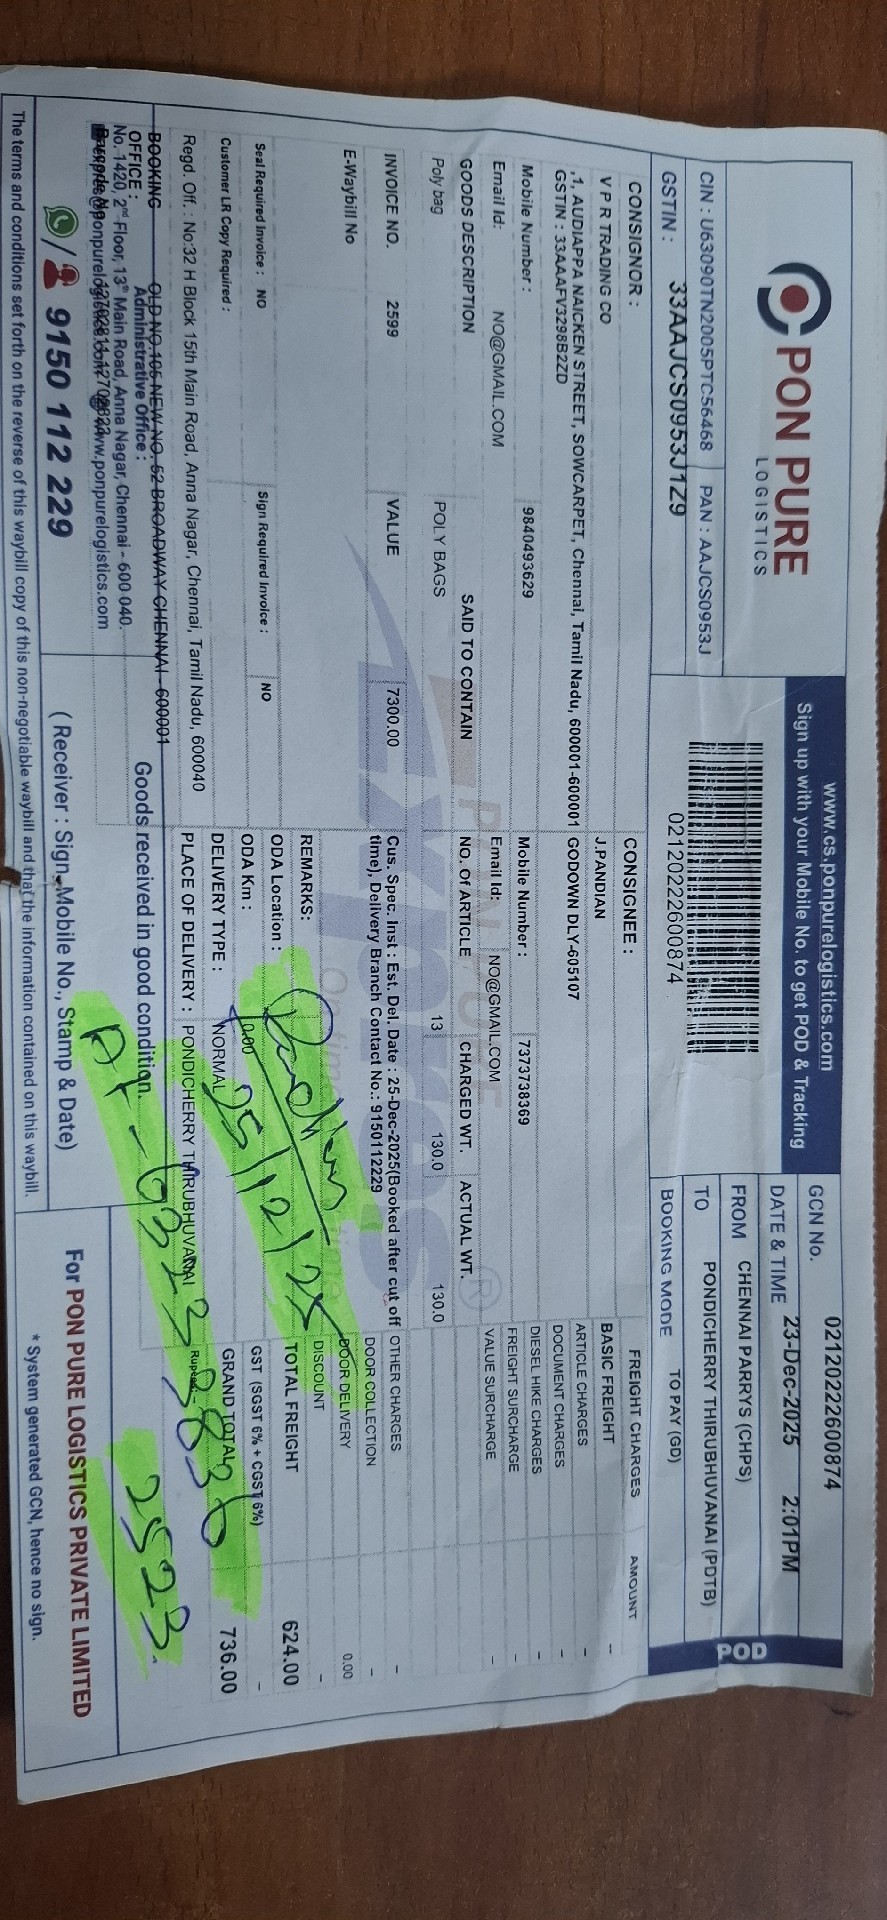 PON PURE
LOGISTICS
CIN : U63090TN2005PTC56468 PAN : AAJCS0953J
GSTIN : 33AAJCS0953J1Z9
www.cs.ponpurelogistics.com
Sign up with your Mobile No. to get POD & Tracking
02120222600874
GCN No. 02120222600874
DATE & TIME 23-Dec-2025 2:01PM
FROM CHENNAI PARRYS (CHPS)
TO PONDICHERRY THIRUBHUVANAI (PDTB)
BOOKING MODE TO PAY (GD)
POD
CONSIGNOR :
V P R TRADING CO
,1, AUDIAPPA NAICKEN STREET, SOWCARPET, Chennai, Tamil Nadu, 600001-600001
GSTIN : 33AAAFV3298B2ZD
Mobile Number : 9840493629
Email Id: NO@GMAIL.COM
CONSIGNEE :
J.PANDIAN
GODOWN DLY-605107
Mobile Number : 7373738369
Email Id: NO@GMAIL.COM
GOODS DESCRIPTION SAID TO CONTAIN No. Of ARTICLE CHARGED WT. ACTUAL WT.
Poly bag POLY BAGS 13 130.0 130.0
INVOICE NO. 2599 VALUE 7300.00
E-Waybill No
Cus. Spec. Inst : Est. Del. Date : 25-Dec-2025(Booked after cut off
time), Delivery Branch Contact No.: 9150112229
REMARKS:
Seal Required Invoice : NO Sign Required Invoice : NO
Customer LR Copy Required :
ODA Location :
ODA Km : 0.00
DELIVERY TYPE : NORMAL
PLACE OF DELIVERY : PONDICHERRY THIRUBHUVANAI
FREIGHT CHARGES AMOUNT
BASIC FREIGHT -
ARTICLE CHARGES -
DOCUMENT CHARGES -
DIESEL HIKE CHARGES -
FREIGHT SURCHARGE -
VALUE SURCHARGE -
OTHER CHARGES -
DOOR COLLECTION -
DOOR DELIVERY 0.00
DISCOUNT -
TOTAL FREIGHT 624.00
GST (SGST 6% + CGST 6%) -
GRAND TOTAL 736.00
25/12/25
2523
Regd. Off. : No:32 H Block 15th Main Road, Anna Nagar, Chennai, Tamil Nadu, 600040
BOOKING OLD NO.105 NEW NO. 52 BROADWAY CHENNAI - 600001
OFFICE :
Administrative Office :
No. 1420, 2nd Floor, 13th Main Road, Anna Nagar, Chennai - 600 040.
www.ponpurelogistics.com
9150 112 229
Goods received in good condition.
( Receiver : Sign, Mobile No., Stamp & Date)
For PON PURE LOGISTICS PRIVATE LIMITED
* System generated GCN, hence no sign.
The terms and conditions set forth on the reverse of this waybill copy of this non-negotiable waybill and that the information contained on this waybill.